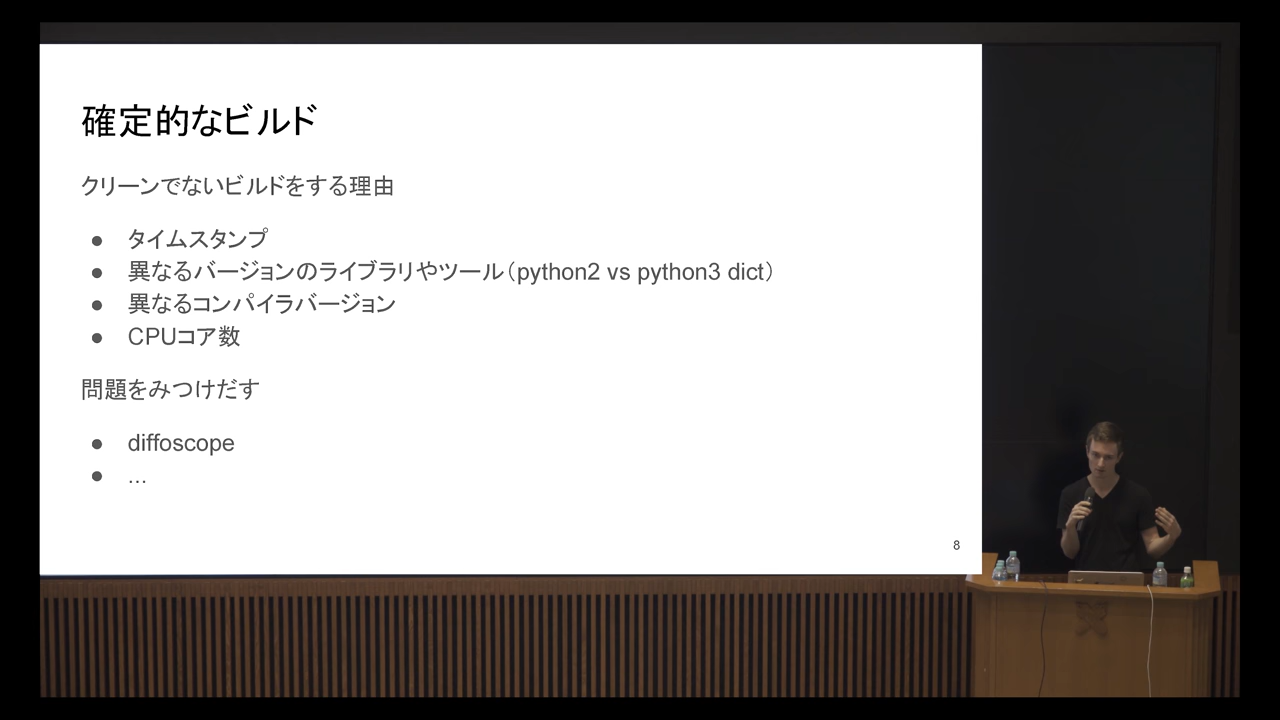 確定的なビルド
クリーンでないビルドをする理由
● タイムスタンプ
● 異なるバージョンのライブラリやツール（python2 vs python3 dict）
● 異なるコンパイラバージョン
● CPUコア数
問題をみつけだす
● diffoscope
● ...
8